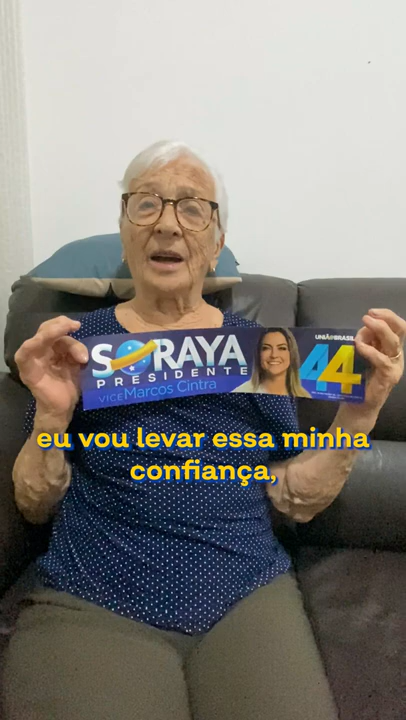 SORAYA
PRESIDENTE
VICE Marcos Cintra
UNIÃO BRASIL
44
eu vou levar essa minha
confiança,